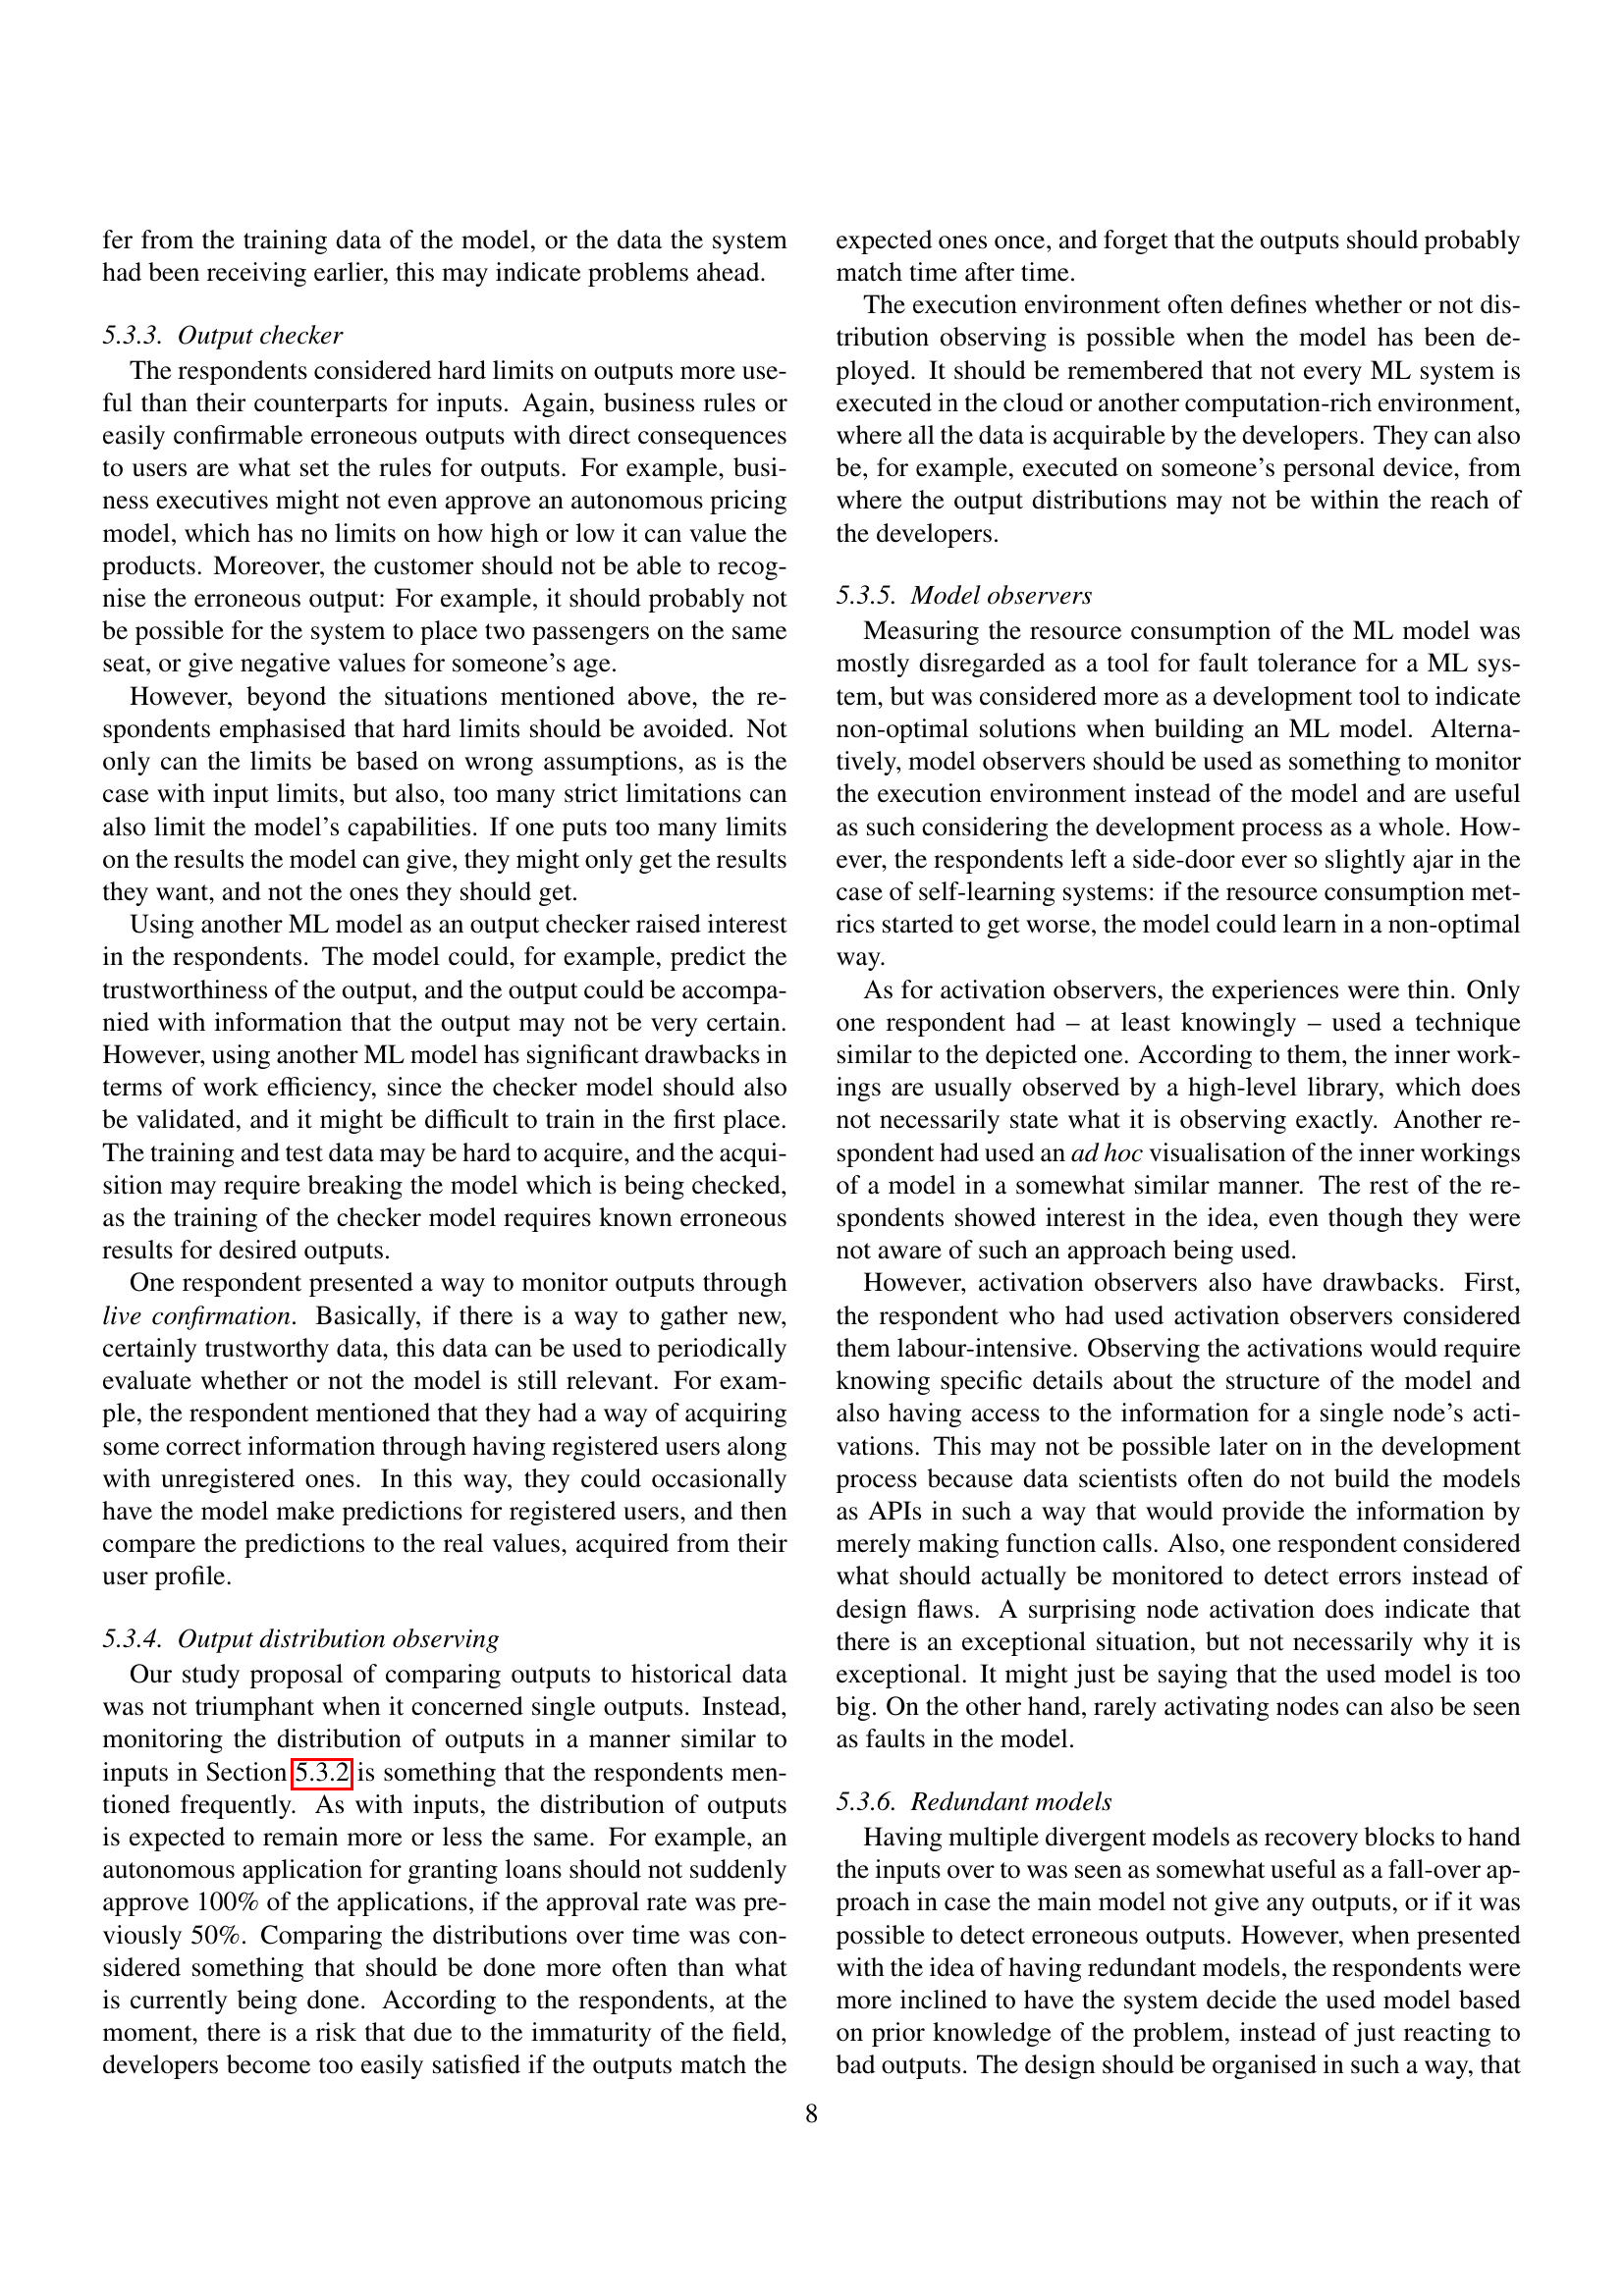 fer from the training data of the model, or the data the system
had been receiving earlier, this may indicate problems ahead.
5.3.3. Output checker
The respondents considered hard limits on outputs more use-
ful than their counterparts for inputs. Again, business rules or
easily confirmable erroneous outputs with direct consequences
to users are what set the rules for outputs. For example, busi-
ness executives might not even approve an autonomous pricing
model, which has no limits on how high or low it can value the
products. Moreover, the customer should not be able to recog-
nise the erroneous output: For example, it should probably not
be possible for the system to place two passengers on the same
seat, or give negative values for someone's age.
However, beyond the situations mentioned above, the re-
spondents emphasised that hard limits should be avoided. Not
only can the limits be based on wrong assumptions, as is the
case with input limits, but also, too many strict limitations can
also limit the model's capabilities. If one puts too many limits
on the results the model can give, they might only get the results
they want, and not the ones they should get.
Using another ML model as an output checker raised interest
in the respondents. The model could, for example, predict the
trustworthiness of the output, and the output could be accompa-
nied with information that the output may not be very certain.
However, using another ML model has significant drawbacks in
terms of work efficiency, since the checker model should also
be validated, and it might be difficult to train in the first place.
The training and test data may be hard to acquire, and the acqui-
sition may require breaking the model which is being checked,
as the training of the checker model requires known erroneous
results for desired outputs.
One respondent presented a way to monitor outputs through
live confirmation. Basically, if there is a way to gather new,
certainly trustworthy data, this data can be used to periodically
evaluate whether or not the model is still relevant. For exam-
ple, the respondent mentioned that they had a way of acquiring
some correct information through having registered users along
with unregistered ones. In this way, they could occasionally
have the model make predictions for registered users, and then
compare the predictions to the real values, acquired from their
user profile.
5.3.4. Output distribution observing
Our study proposal of comparing outputs to historical data
was not triumphant when it concerned single outputs. Instead,
monitoring the distribution of outputs in a manner similar to
inputs in Section 5.3.2 is something that the respondents men-
tioned frequently. As with inputs, the distribution of outputs
is expected to remain more or less the same. For example, an
autonomous application for granting loans should not suddenly
approve 100% of the applications, if the approval rate was pre-
viously 50%. Comparing the distributions over time was con-
sidered something that should be done more often than what
is currently being done. According to the respondents, at the
moment, there is a risk that due to the immaturity of the field,
developers become too easily satisfied if the outputs match the
expected ones once, and forget that the outputs should probably
match time after time.
The execution environment often defines whether or not dis-
tribution observing is possible when the model has been de-
ployed. It should be remembered that not every ML system is
executed in the cloud or another computation-rich environment,
where all the data is acquirable by the developers. They can also
be, for example, executed on someone's personal device, from
where the output distributions may not be within the reach of
the developers.
5.3.5. Model observers
Measuring the resource consumption of the ML model was
mostly disregarded as a tool for fault tolerance for a ML sys-
tem, but was considered more as a development tool to indicate
non-optimal solutions when building an ML model. Alterna-
tively, model observers should be used as something to monitor
the execution environment instead of the model and are useful
as such considering the development process as a whole. How-
ever, the respondents left a side-door ever so slightly ajar in the
case of self-learning systems: if the resource consumption met-
rics started to get worse, the model could learn in a non-optimal
way.
As for activation observers, the experiences were thin. Only
one respondent had – at least knowingly – used a technique
similar to the depicted one. According to them, the inner work-
ings are usually observed by a high-level library, which does
not necessarily state what it is observing exactly. Another re-
spondent had used an ad hoc visualisation of the inner workings
of a model in a somewhat similar manner. The rest of the re-
spondents showed interest in the idea, even though they were
not aware of such an approach being used.
However, activation observers also have drawbacks. First,
the respondent who had used activation observers considered
them labour-intensive. Observing the activations would require
knowing specific details about the structure of the model and
also having access to the information for a single node's acti-
vations. This may not be possible later on in the development
process because data scientists often do not build the models
as APIs in such a way that would provide the information by
merely making function calls. Also, one respondent considered
what should actually be monitored to detect errors instead of
design flaws. A surprising node activation does indicate that
there is an exceptional situation, but not necessarily why it is
exceptional. It might just be saying that the used model is too
big. On the other hand, rarely activating nodes can also be seen
as faults in the model.
5.3.6. Redundant models
Having multiple divergent models as recovery blocks to hand
the inputs over to was seen as somewhat useful as a fall-over ap-
proach in case the main model not give any outputs, or if it was
possible to detect erroneous outputs. However, when presented
with the idea of having redundant models, the respondents were
more inclined to have the system decide the used model based
on prior knowledge of the problem, instead of just reacting to
bad outputs. The design should be organised in such a way, that
8